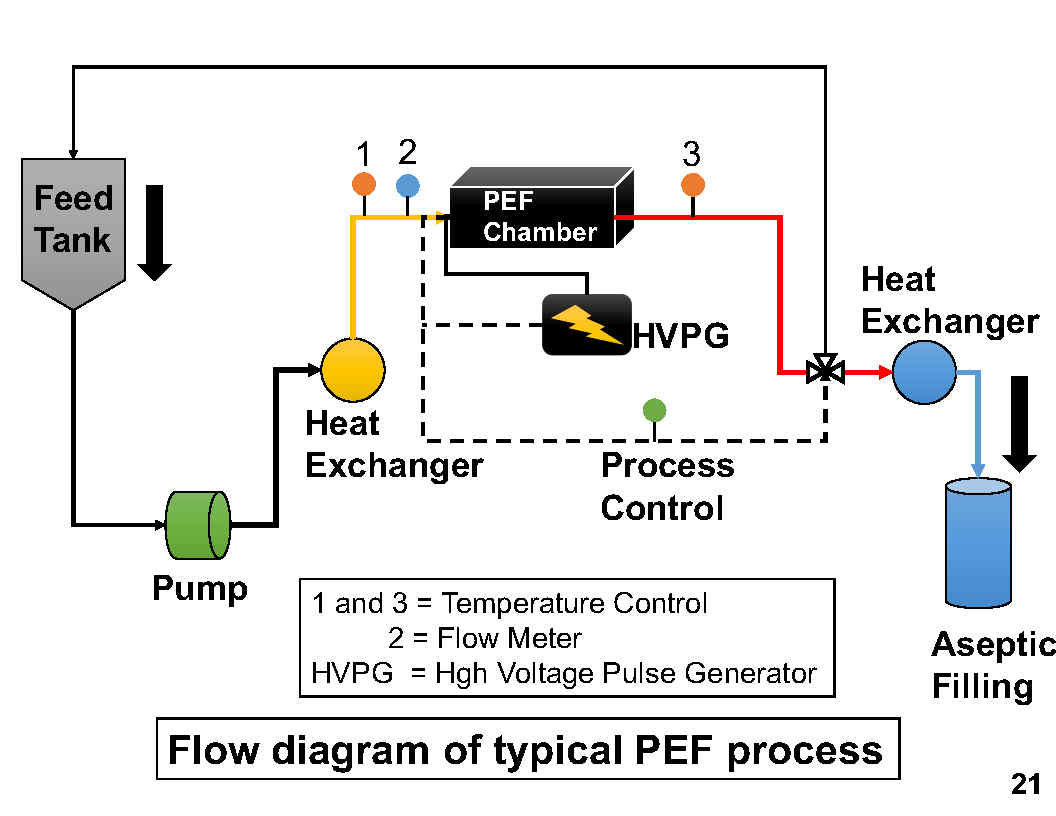 1 2
3
Feed
Tank
PEF
Chamber
Heat
Exchanger
HVPG
Heat
Exchanger
Process
Control
Pump
1 and 3 = Temperature Control
2 = Flow Meter
HVPG = Hgh Voltage Pulse Generator
Aseptic
Filling
Flow diagram of typical PEF process
21